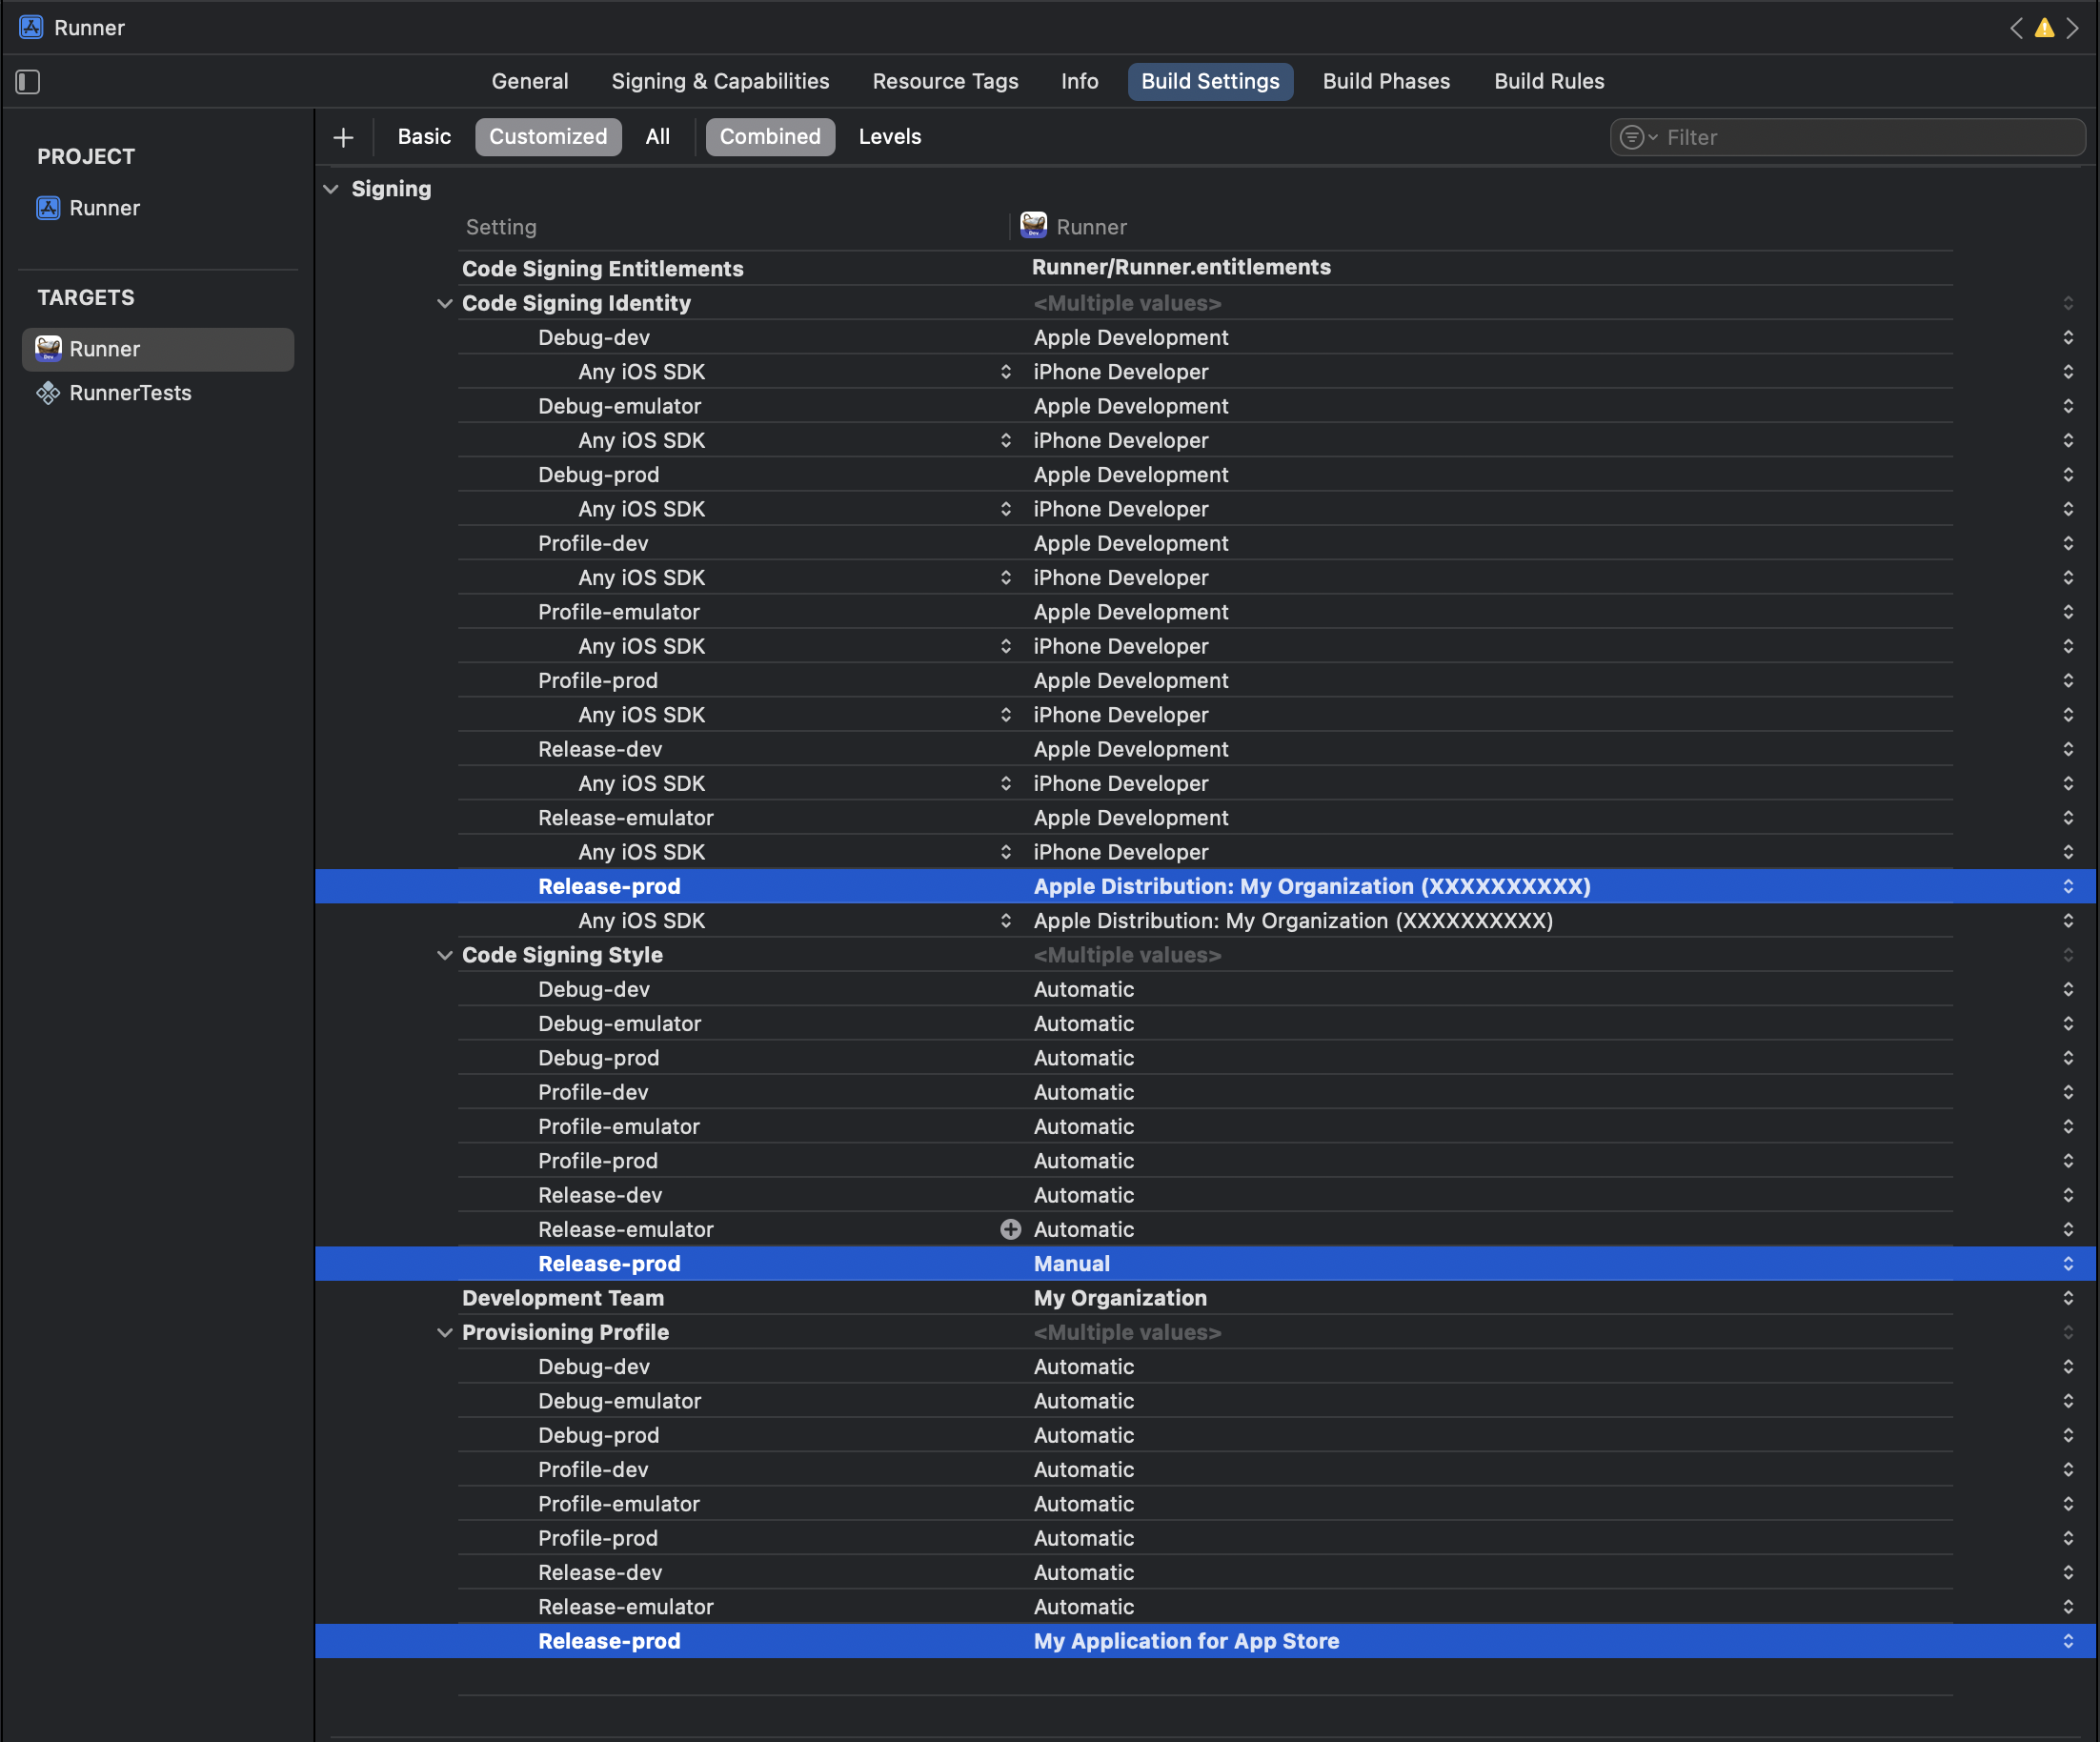 Runner
General Signing & Capabilities Resource Tags Info Build Settings Build Phases Build Rules
Basic Customized All Combined Levels Filter
PROJECT
Runner
TARGETS
Runner
RunnerTests
Signing
Setting Runner
Code Signing Entitlements Runner/Runner.entitlements
Code Signing Identity <Multiple values>
Debug-dev Apple Development
Any iOS SDK iPhone Developer
Debug-emulator Apple Development
Any iOS SDK iPhone Developer
Debug-prod Apple Development
Any iOS SDK iPhone Developer
Profile-dev Apple Development
Any iOS SDK iPhone Developer
Profile-emulator Apple Development
Any iOS SDK iPhone Developer
Profile-prod Apple Development
Any iOS SDK iPhone Developer
Release-dev Apple Development
Any iOS SDK iPhone Developer
Release-emulator Apple Development
Any iOS SDK iPhone Developer
Release-prod Apple Distribution: My Organization (XXXXXXXXXX)
Any iOS SDK Apple Distribution: My Organization (XXXXXXXXXX)
Code Signing Style <Multiple values>
Debug-dev Automatic
Debug-emulator Automatic
Debug-prod Automatic
Profile-dev Automatic
Profile-emulator Automatic
Profile-prod Automatic
Release-dev Automatic
Release-emulator Automatic
Release-prod Manual
Development Team My Organization
Provisioning Profile <Multiple values>
Debug-dev Automatic
Debug-emulator Automatic
Debug-prod Automatic
Profile-dev Automatic
Profile-emulator Automatic
Profile-prod Automatic
Release-dev Automatic
Release-emulator Automatic
Release-prod My Application for App Store